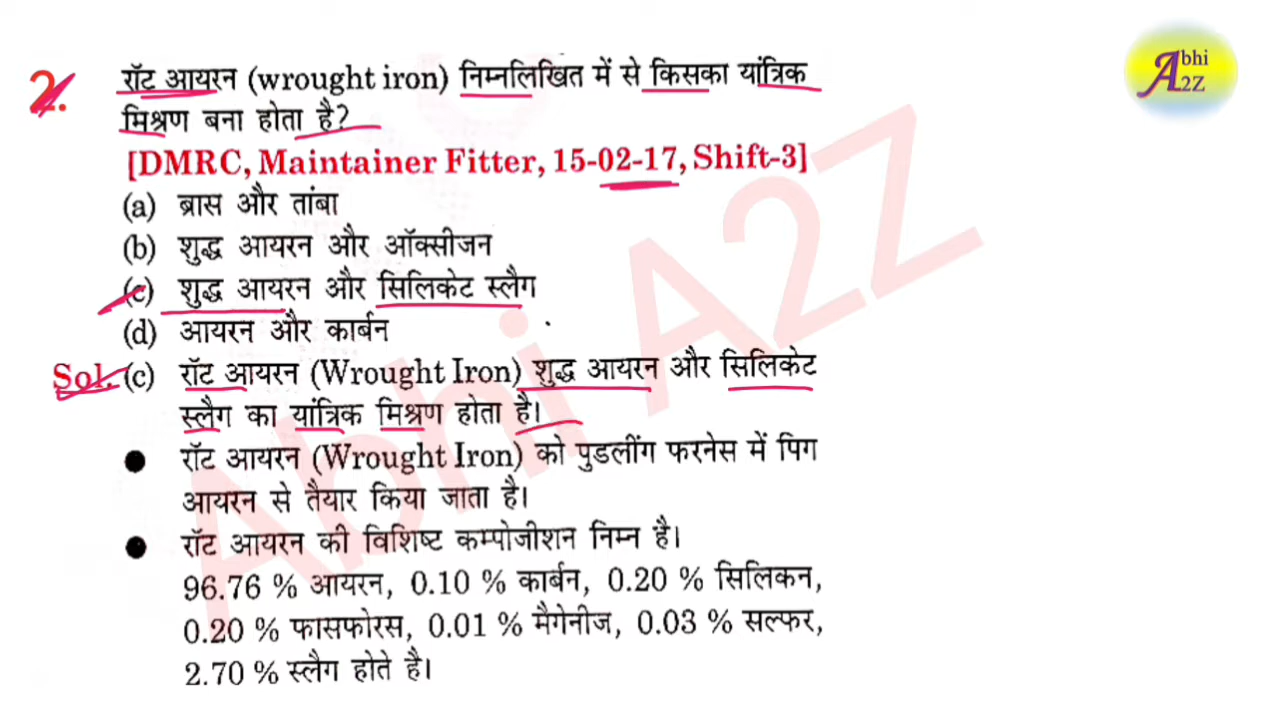 Abhi
A2Z
2. रॉट आयरन (wrought iron) निम्नलिखित में से किसका यांत्रिक
मिश्रण बना होता है?
[DMRC, Maintainer Fitter, 15-02-17, Shift-3]
(a) ब्रास और तांबा
(b) शुद्ध आयरन और ऑक्सीजन
(c) शुद्ध आयरन और सिलिकेट स्लैग
(d) आयरन और कार्बन
Sol. (c) रॉट आयरन (Wrought Iron) शुद्ध आयरन और सिलिकेट
स्लैग का यांत्रिक मिश्रण होता है।
● रॉट आयरन (Wrought Iron) को पुडलींग फरनेस में पिग
आयरन से तैयार किया जाता है।
● रॉट आयरन की विशिष्ट कम्पोजीशन निम्न है।
96.76 % आयरन, 0.10 % कार्बन, 0.20 % सिलिकन,
0.20 % फासफोरस, 0.01 % मैगेनीज, 0.03 % सल्फर,
2.70 % स्लैग होते है।
Abhi A2Z